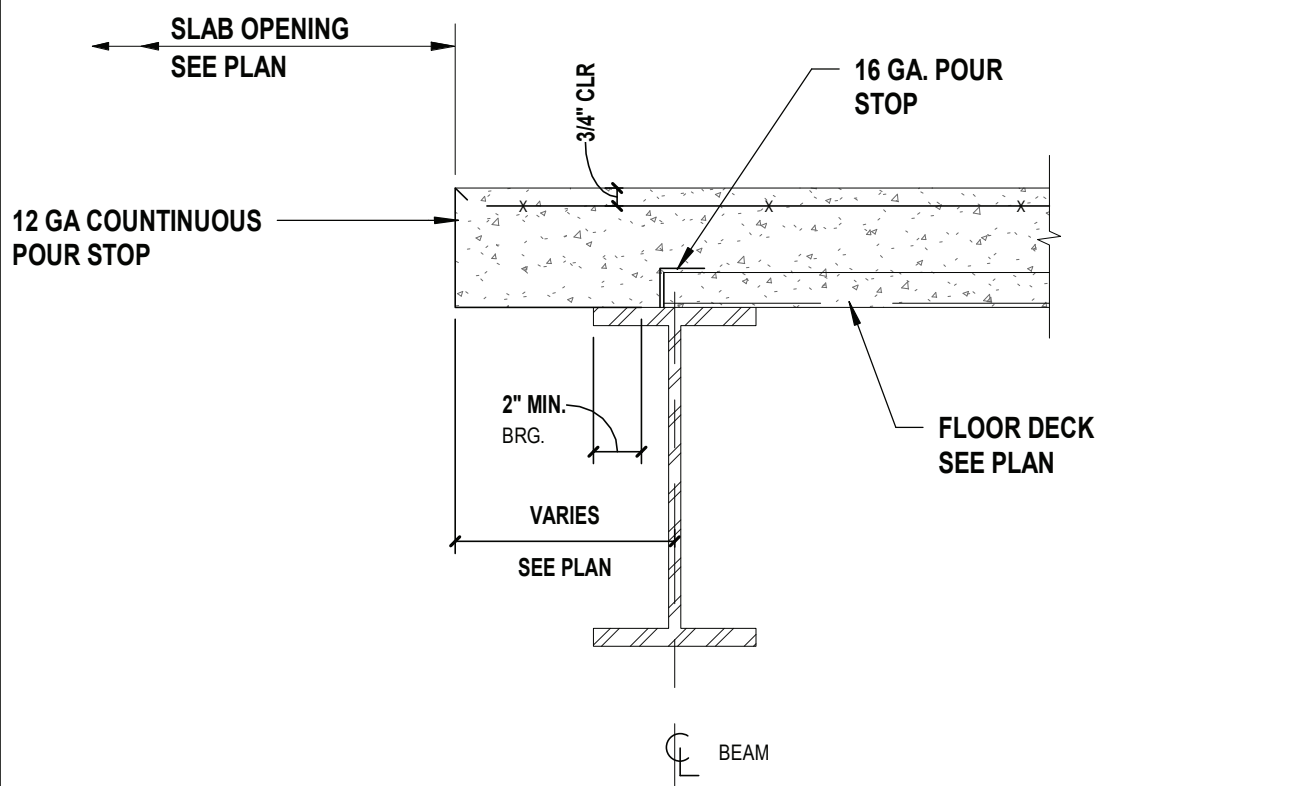 SLAB OPENING
SEE PLAN
3/4" CLR
16 GA. POUR
STOP
12 GA COUNTINUOUS
POUR STOP
2" MIN.
BRG.
FLOOR DECK
SEE PLAN
VARIES
SEE PLAN
℄ BEAM